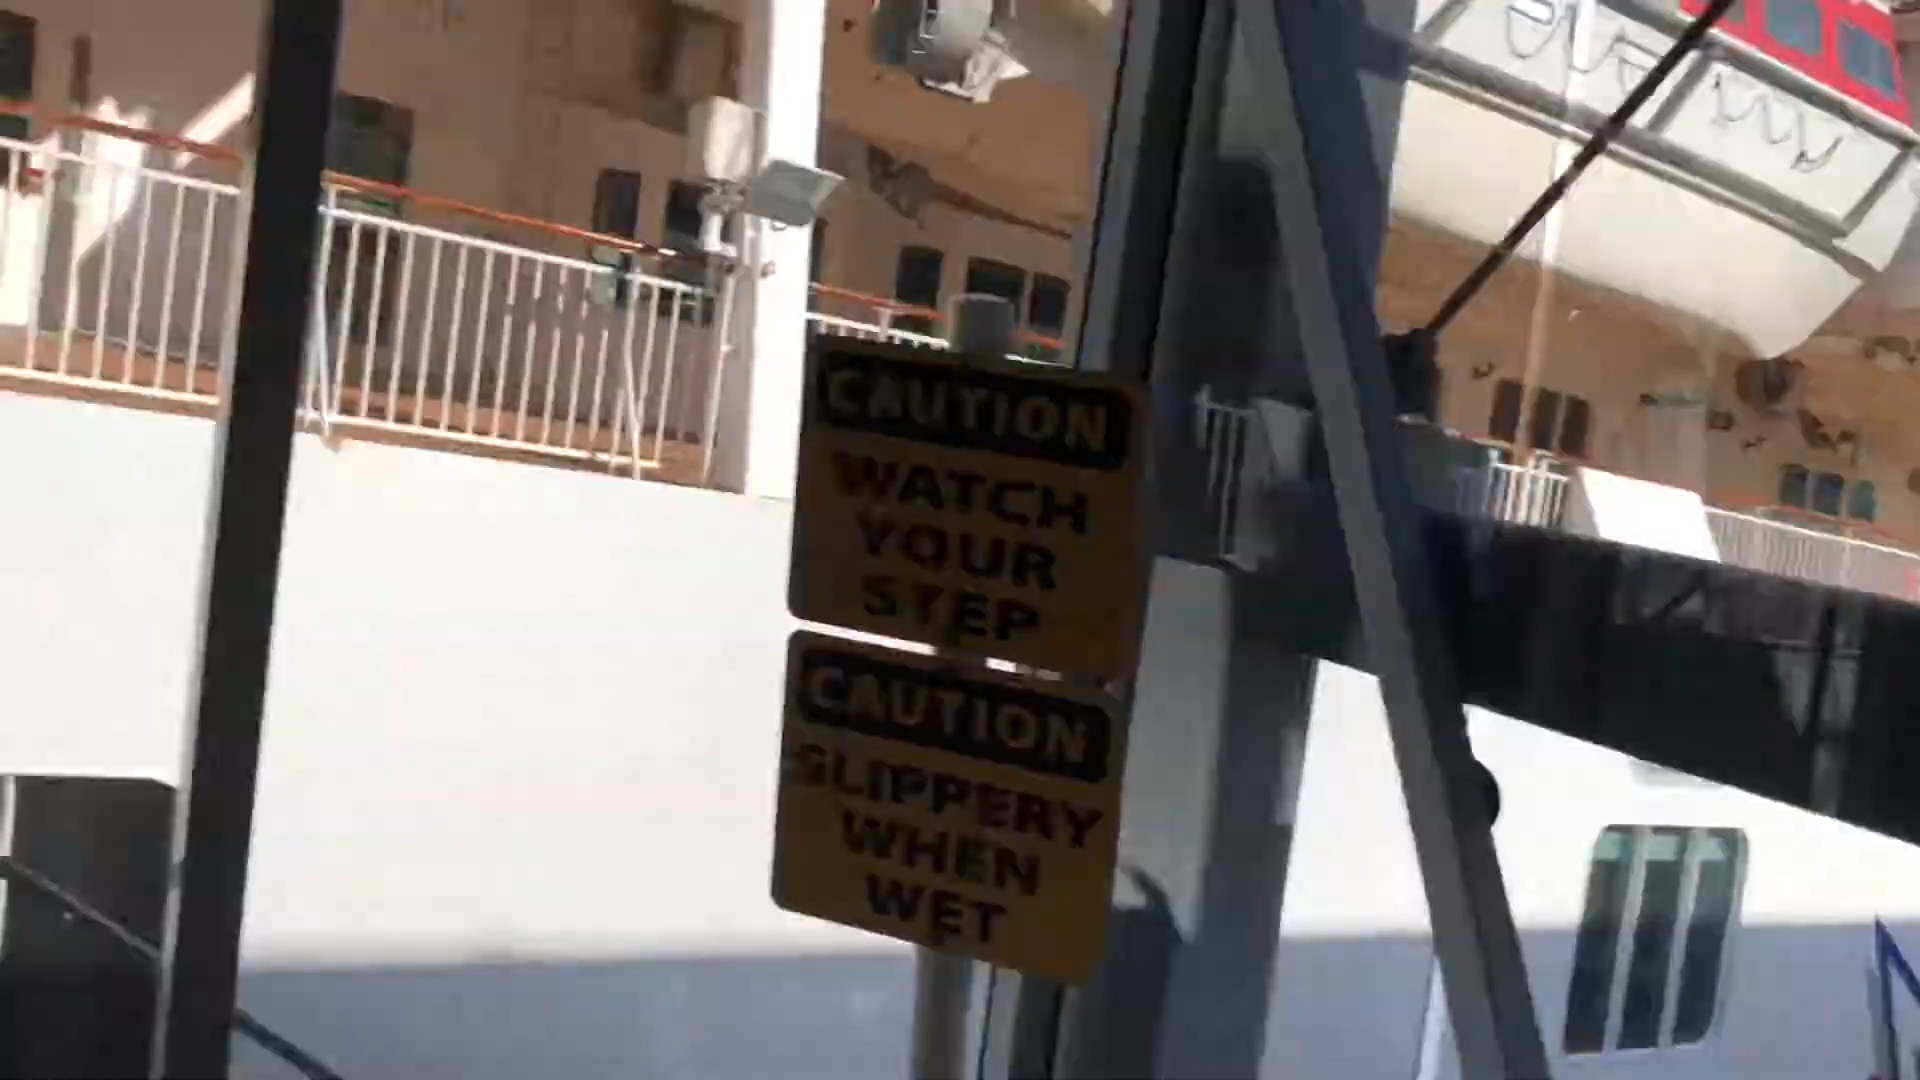 CAUTION
WATCH
YOUR
STEP
CAUTION
SLIPPERY
WHEN
WET